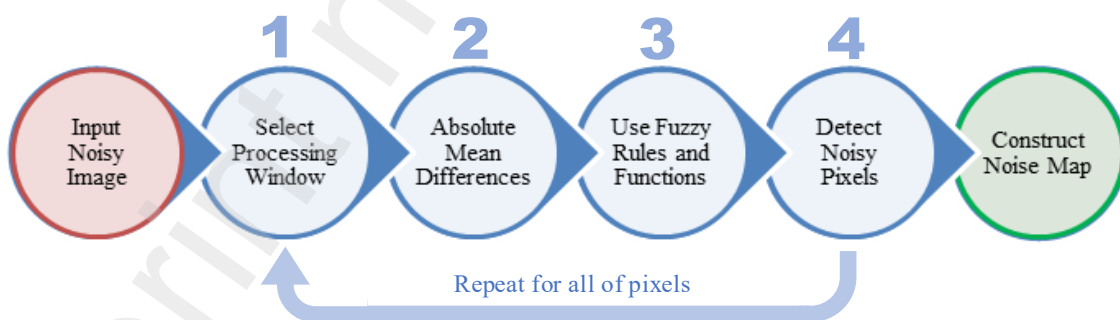 1 2 3 4
Input
Noisy
Image
Select
Processing
Window
Absolute
Mean
Differences
Use Fuzzy
Rules and
Functions
Detect
Noisy
Pixels
Construct
Noise Map
Repeat for all of pixels